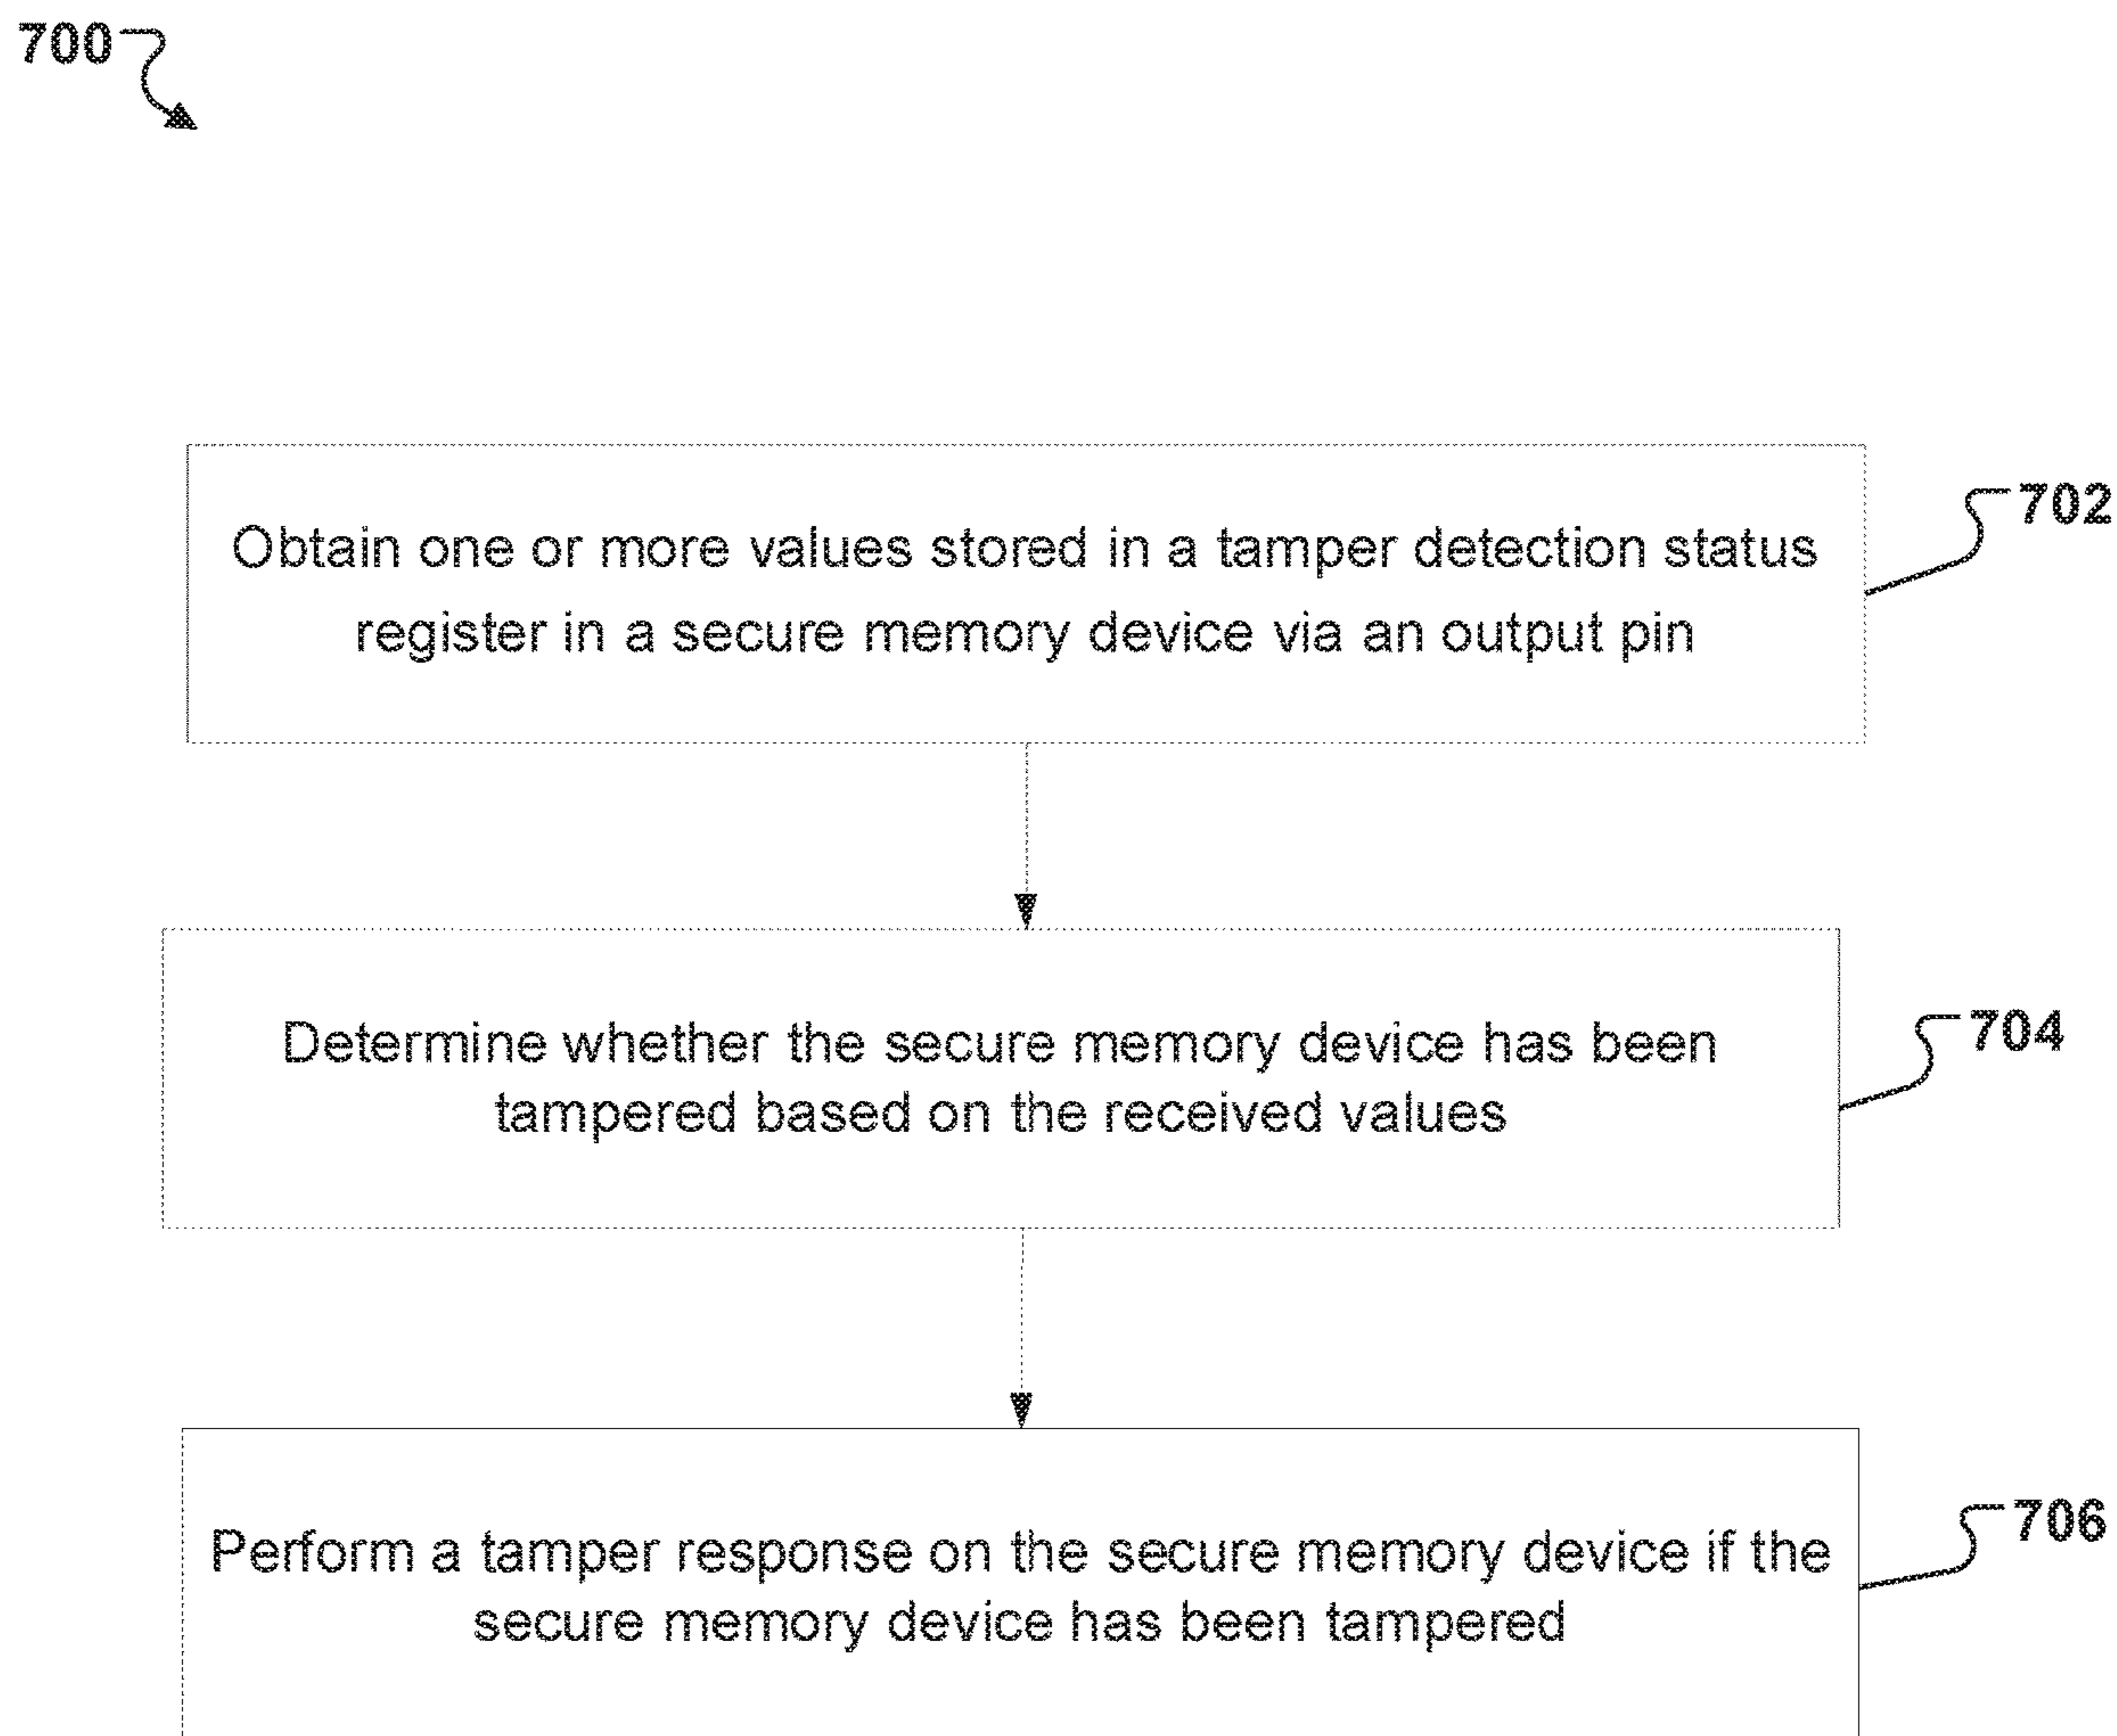 700
Obtain one or more values stored in a tamper detection status
register in a secure memory device via an output pin
702
Determine whether the secure memory device has been
tampered based on the received values
704
Perform a tamper response on the secure memory device if the
secure memory device has been tampered
706